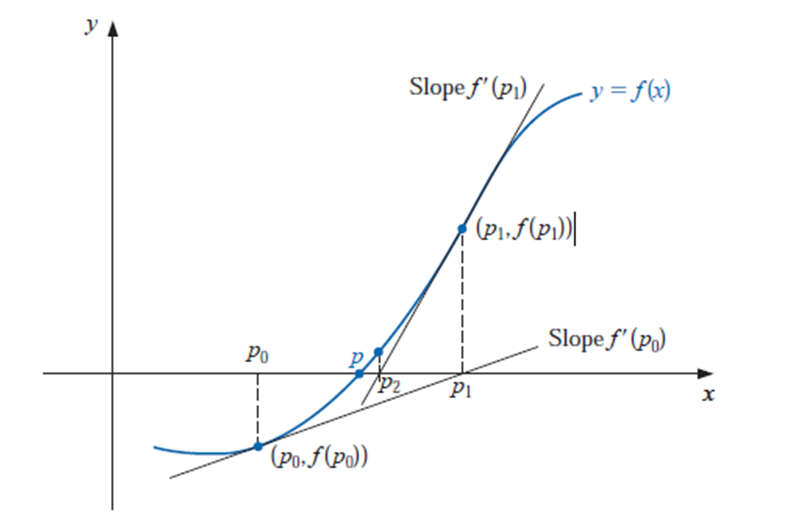 y
Slope f′(p₁)
y = f(x)
(p₁, f(p₁))
Slope f′(p₀)
p₀
p
p₂
p₁
x
(p₀, f(p₀))